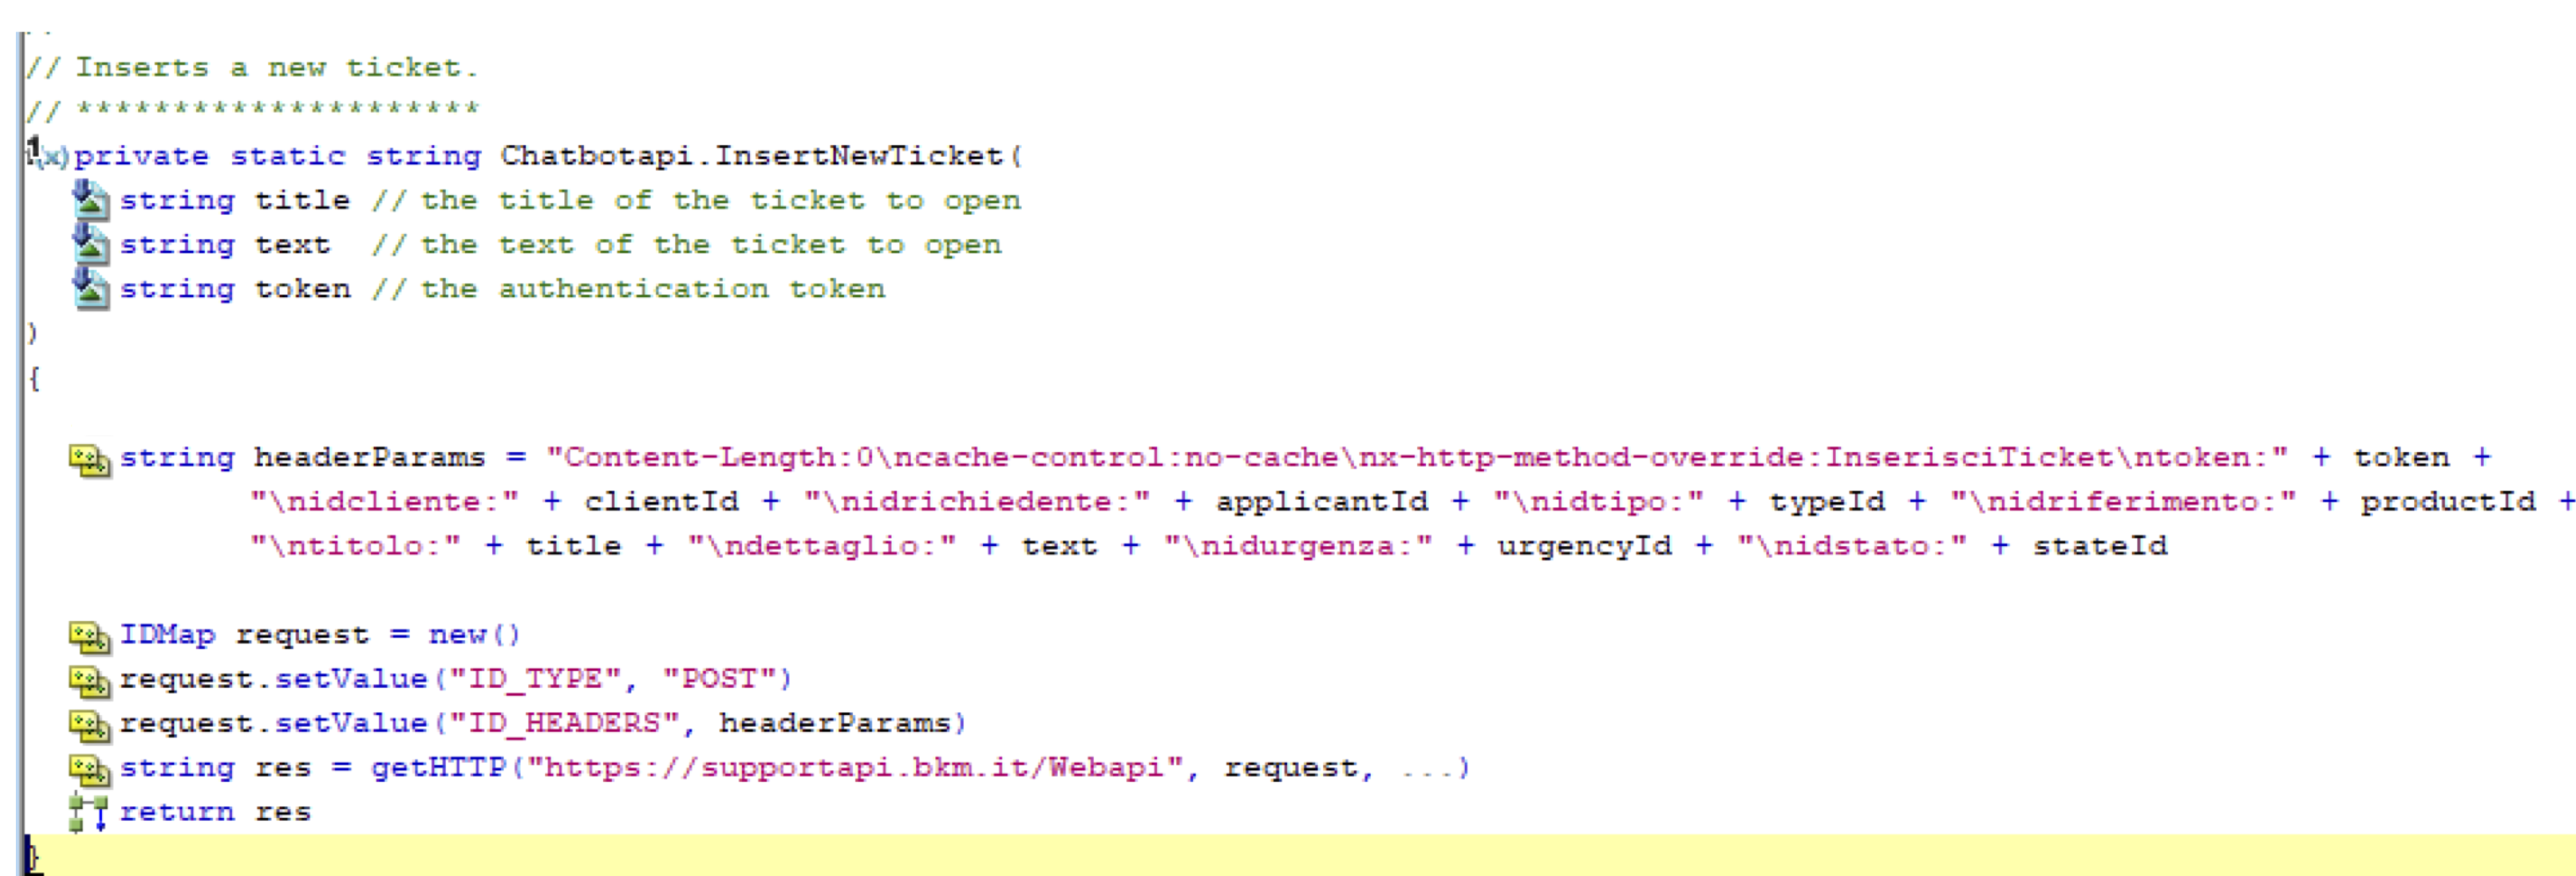 // Inserts a new ticket.
// *********************
private static string Chatbotapi.InsertNewTicket(
string title // the title of the ticket to open
string text // the text of the ticket to open
string token // the authentication token
)
{
string headerParams = "Content-Length:0\ncache-control:no-cache\nx-http-method-override:InserisciTicket\ntoken:" + token +
"\nidcliente:" + clientId + "\nidrichiedente:" + applicantId + "\nidtipo:" + typeId + "\nidriferimento:" + productId +
"\ntitolo:" + title + "\ndettaglio:" + text + "\nidurgenza:" + urgencyId + "\nidstato:" + stateId
IDMap request = new()
request.setValue("ID_TYPE", "POST")
request.setValue("ID_HEADERS", headerParams)
string res = getHTTP("https://supportapi.bkm.it/Webapi", request, ...)
return res
}